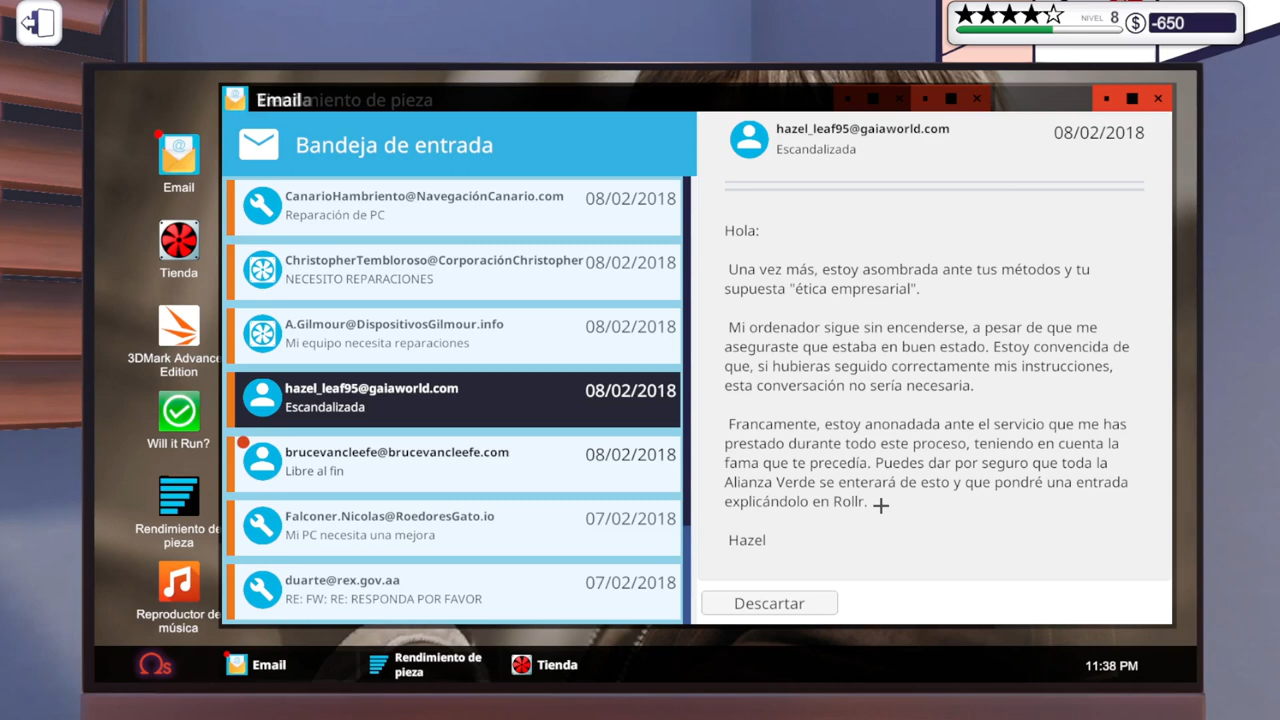 NIVEL 8
$ -650
Email
Rendimiento de pieza
Bandeja de entrada
CanarioHambriento@NavegaciónCanario.com
08/02/2018
Reparación de PC
ChristopherTembloroso@CorporaciónChristopher
08/02/2018
NECESITO REPARACIONES
A.Gilmour@DispositivosGilmour.info
08/02/2018
Mi equipo necesita reparaciones
hazel_leaf95@gaiaworld.com
08/02/2018
Escandalizada
brucevancleefe@brucevancleefe.com
08/02/2018
Libre al fin
Falconer.Nicolas@RoedoresGato.io
07/02/2018
Mi PC necesita una mejora
duarte@rex.gov.aa
07/02/2018
RE: FW: RE: RESPONDA POR FAVOR
hazel_leaf95@gaiaworld.com
08/02/2018
Escandalizada
Hola:
Una vez más, estoy asombrada ante tus métodos y tu
supuesta "ética empresarial".
Mi ordenador sigue sin encenderse, a pesar de que me
aseguraste que estaba en buen estado. Estoy convencida de
que, si hubieras seguido correctamente mis instrucciones,
esta conversación no sería necesaria.
Francamente, estoy anonadada ante el servicio que me has
prestado durante todo este proceso, teniendo en cuenta la
fama que te precedía. Puedes dar por seguro que toda la
Alianza Verde se enterará de esto y que pondré una entrada
explicándolo en Rollr.
Hazel
Descartar
Email
Tienda
3DMark Advance
Edition
Will it Run?
Rendimiento de
pieza
Reproductor de
música
Ωs
Email
Rendimiento de
pieza
Tienda
11:38 PM